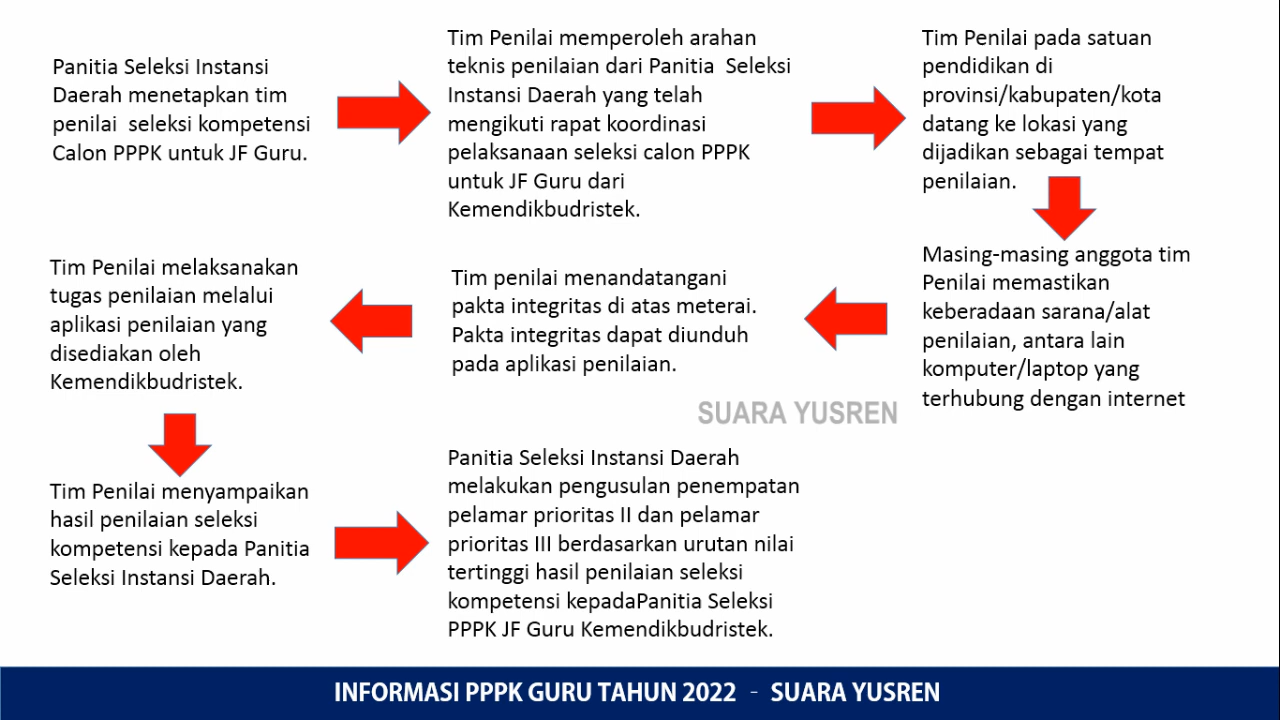 Panitia Seleksi Instansi
Daerah menetapkan tim
penilai  seleksi kompetensi
Calon PPPK untuk JF Guru.
Tim Penilai memperoleh arahan
teknis penilaian dari Panitia  Seleksi
Instansi Daerah yang telah
mengikuti rapat koordinasi
pelaksanaan seleksi calon PPPK
untuk JF Guru dari
Kemendikbudristek.
Tim Penilai pada satuan
pendidikan di
provinsi/kabupaten/kota
datang ke lokasi yang
dijadikan sebagai tempat
penilaian.
Masing-masing anggota tim
Penilai memastikan
keberadaan sarana/alat
penilaian, antara lain
komputer/laptop yang
terhubung dengan internet
Tim penilai menandatangani
pakta integritas di atas meterai.
Pakta integritas dapat diunduh
pada aplikasi penilaian.
Tim Penilai melaksanakan
tugas penilaian melalui
aplikasi penilaian yang
disediakan oleh
Kemendikbudristek.
Tim Penilai menyampaikan
hasil penilaian seleksi
kompetensi kepada Panitia
Seleksi Instansi Daerah.
Panitia Seleksi Instansi Daerah
melakukan pengusulan penempatan
pelamar prioritas II dan pelamar
prioritas III berdasarkan urutan nilai
tertinggi hasil penilaian seleksi
kompetensi kepadaPanitia Seleksi
PPPK JF Guru Kemendikbudristek.
SUARA YUSREN
INFORMASI PPPK GURU TAHUN 2022  -  SUARA YUSREN